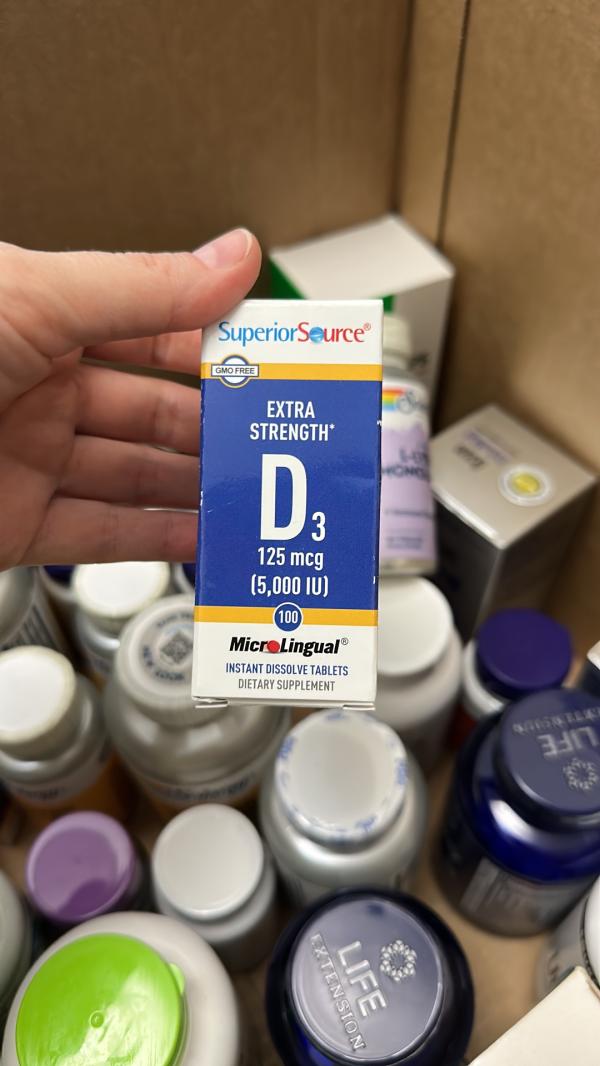 SuperiorSource®
GMO FREE
EXTRA
STRENGTH*
D3
125 mcg
(5,000 IU)
100
MicroLingual®
INSTANT DISSOLVE TABLETS
DIETARY SUPPLEMENT
LIFE
LIFE
EXTENSION